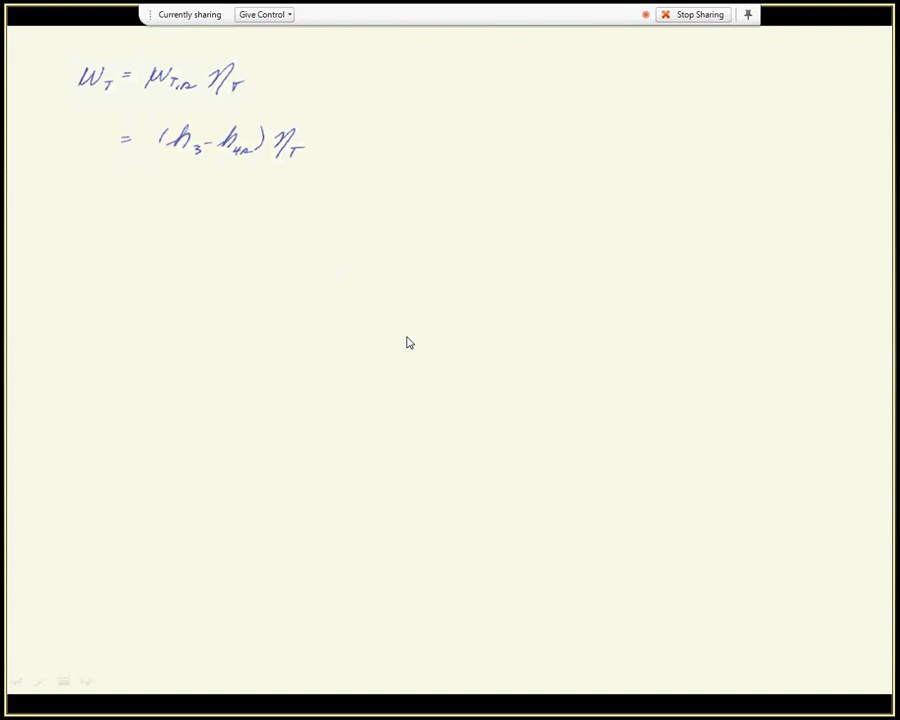 Currently sharing Give Control Stop Sharing
w_T = w_T,s η_T
= (h_3 - h_4s) η_T